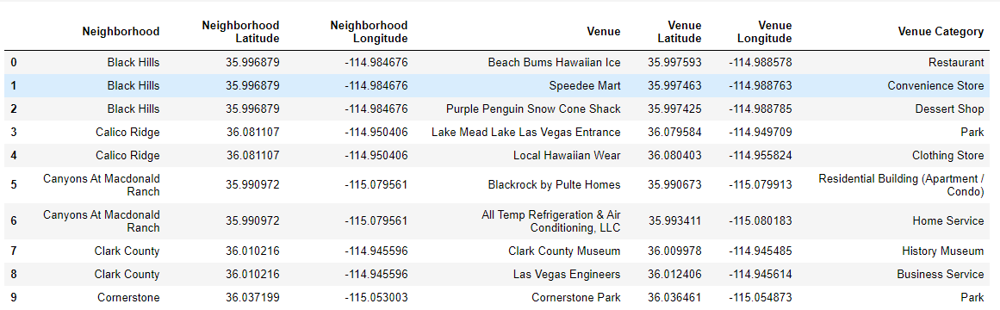 Neighborhood Neighborhood Latitude Neighborhood Longitude Venue Venue Latitude Venue Longitude Venue Category
0 Black Hills 35.996879 -114.984676 Beach Bums Hawaiian Ice 35.997593 -114.988578 Restaurant
1 Black Hills 35.996879 -114.984676 Speedee Mart 35.997463 -114.988763 Convenience Store
2 Black Hills 35.996879 -114.984676 Purple Penguin Snow Cone Shack 35.997425 -114.988785 Dessert Shop
3 Calico Ridge 36.081107 -114.950406 Lake Mead Lake Las Vegas Entrance 36.079584 -114.949709 Park
4 Calico Ridge 36.081107 -114.950406 Local Hawaiian Wear 36.080403 -114.955824 Clothing Store
5 Canyons At Macdonald Ranch 35.990972 -115.079561 Blackrock by Pulte Homes 35.990673 -115.079913 Residential Building (Apartment / Condo)
6 Canyons At Macdonald Ranch 35.990972 -115.079561 All Temp Refrigeration & Air Conditioning, LLC 35.993411 -115.080183 Home Service
7 Clark County 36.010216 -114.945596 Clark County Museum 36.009978 -114.945485 History Museum
8 Clark County 36.010216 -114.945596 Las Vegas Engineers 36.012406 -114.945614 Business Service
9 Cornerstone 36.037199 -115.053003 Cornerstone Park 36.036461 -115.054873 Park